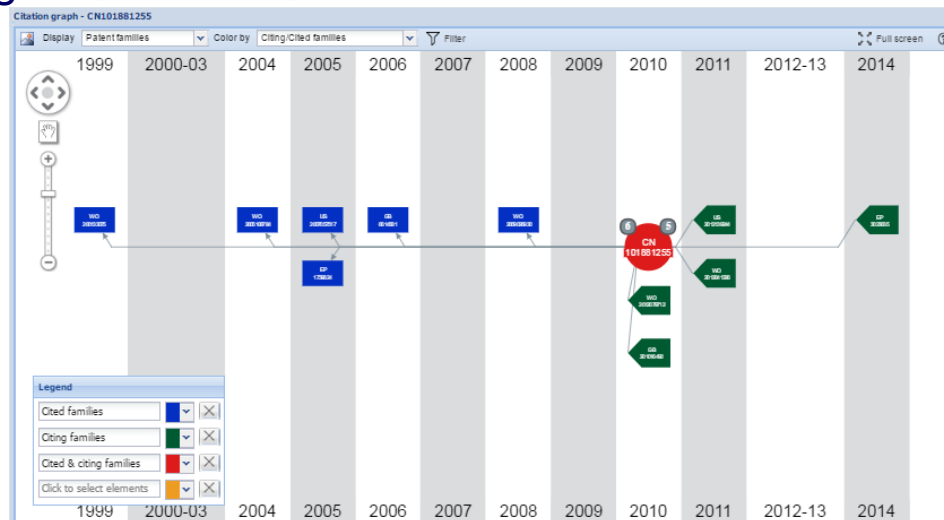 Citation graph - CN101881255
Display Patent families Color by Citing/Cited families Filter Full screen
1999 2000-03 2004 2005 2006 2007 2008 2009 2010 2011 2012-13 2014
WO WO US GB WO 6 5 US EP
CN
101881255
EP WO
WO
GB
Legend
Cited families
Citing families
Cited & citing families
Click to select elements
1999 2000-03 2004 2005 2006 2007 2008 2009 2010 2011 2012-13 2014